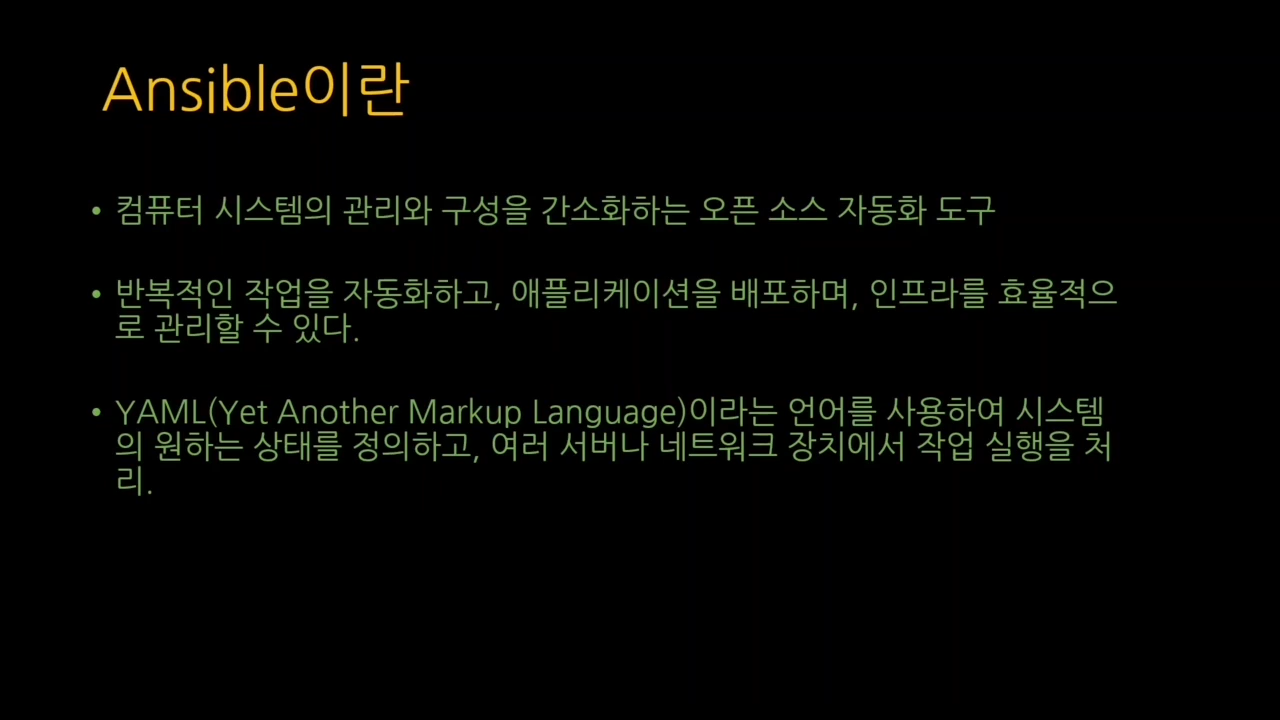 Ansible이란
• 컴퓨터 시스템의 관리와 구성을 간소화하는 오픈 소스 자동화 도구
• 반복적인 작업을 자동화하고, 애플리케이션을 배포하며, 인프라를 효율적으
로 관리할 수 있다.
• YAML(Yet Another Markup Language)이라는 언어를 사용하여 시스템
의 원하는 상태를 정의하고, 여러 서버나 네트워크 장치에서 작업 실행을 처
리.